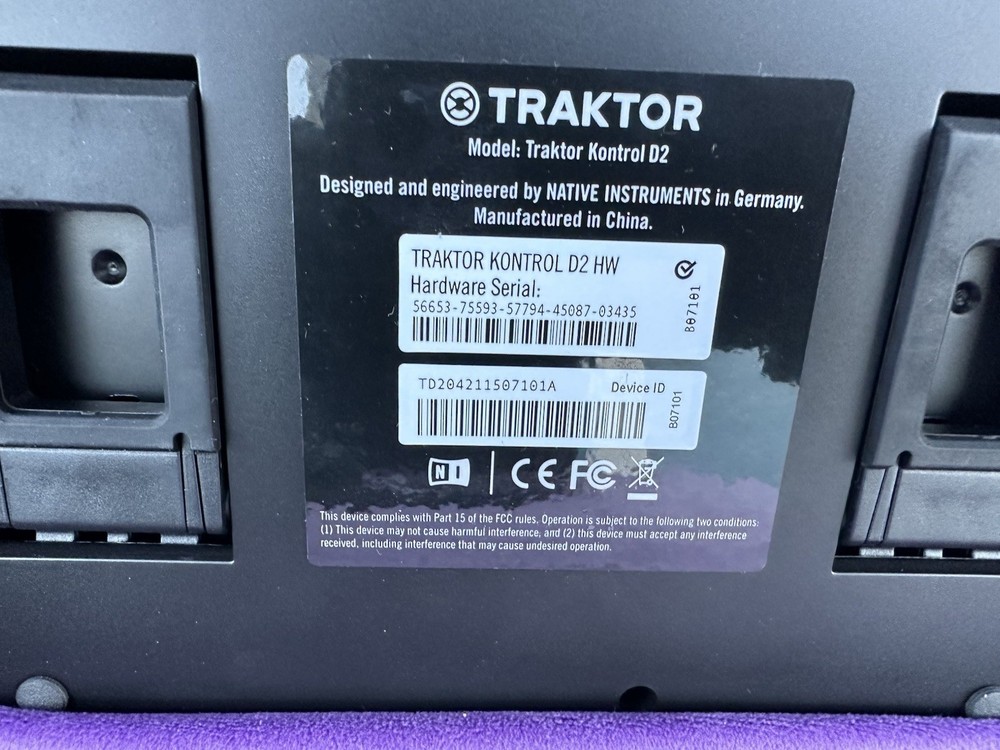 TRAKTOR
Model: Traktor Kontrol D2
Designed and engineered by NATIVE INSTRUMENTS in Germany.
Manufactured in China.
TRAKTOR KONTROL D2 HW
Hardware Serial:
56653-75593-57794-45087-03435
B07101
TD204211507101A Device ID
B07101
NI CE FC
This device complies with Part 15 of the FCC rules. Operation is subject to the following two conditions:
(1) This device may not cause harmful interference, and (2) this device must accept any interference
received, including interference that may cause undesired operation.